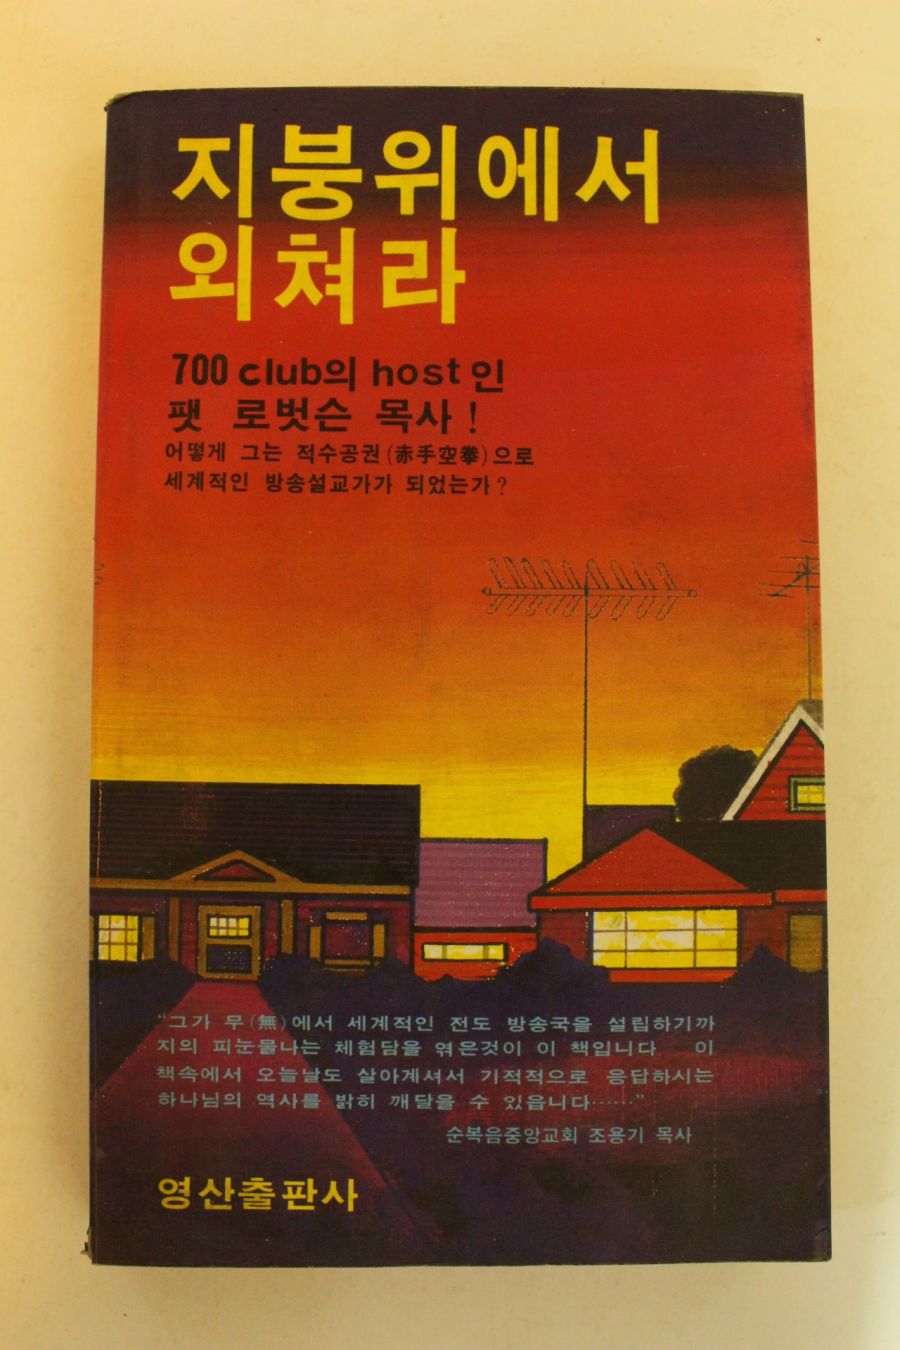 지붕위에서
외쳐라
700 club의 host인
팻 로벗슨 목사!
어떻게 그는 적수공권(赤手空拳)으로
세계적인 방송설교가가 되었는가?
"그가 무(無)에서 세계적인 전도 방송국을 설립하기까
지의 피눈물나는 체험담을 엮은것이 이 책입니다. 이
책속에서 오늘날도 살아계셔서 기적적으로 응답하시는
하나님의 역사를 밝히 깨달을 수 있읍니다……"
순복음중앙교회 조용기 목사
영산출판사